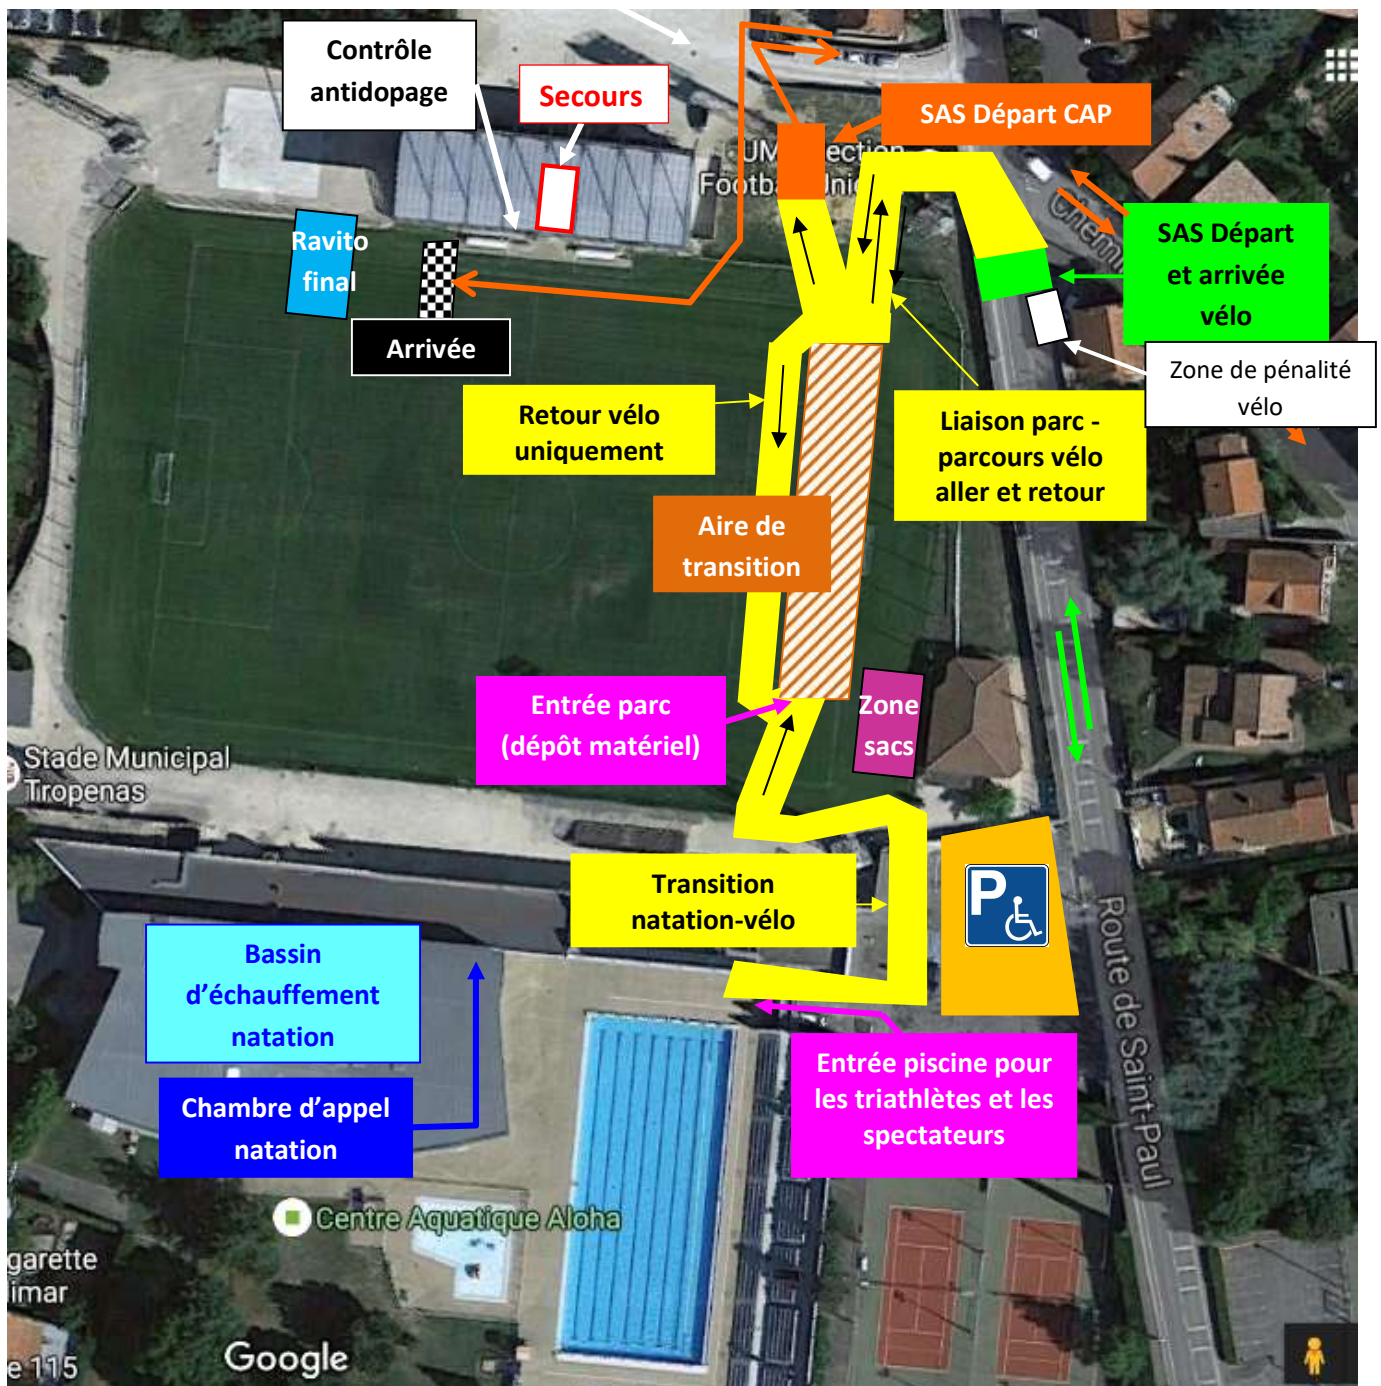 Contrôle
antidopage
Secours
SAS Départ CAP
Ravito
final
Arrivée
SAS Départ
et arrivée
vélo
Zone de pénalité
vélo
Retour vélo
uniquement
Liaison parc -
parcours vélo
aller et retour
Aire de
transition
Entrée parc
(dépôt matériel)
Zone
sacs
Stade Municipal
Tropenas
Transition
natation-vélo
P
Bassin
d'échauffement
natation
Chambre d'appel
natation
Entrée piscine pour
les triathlètes et les
spectateurs
Route de Saint-Paul
Centre Aquatique Aloha
garette
imar
Google
e 115